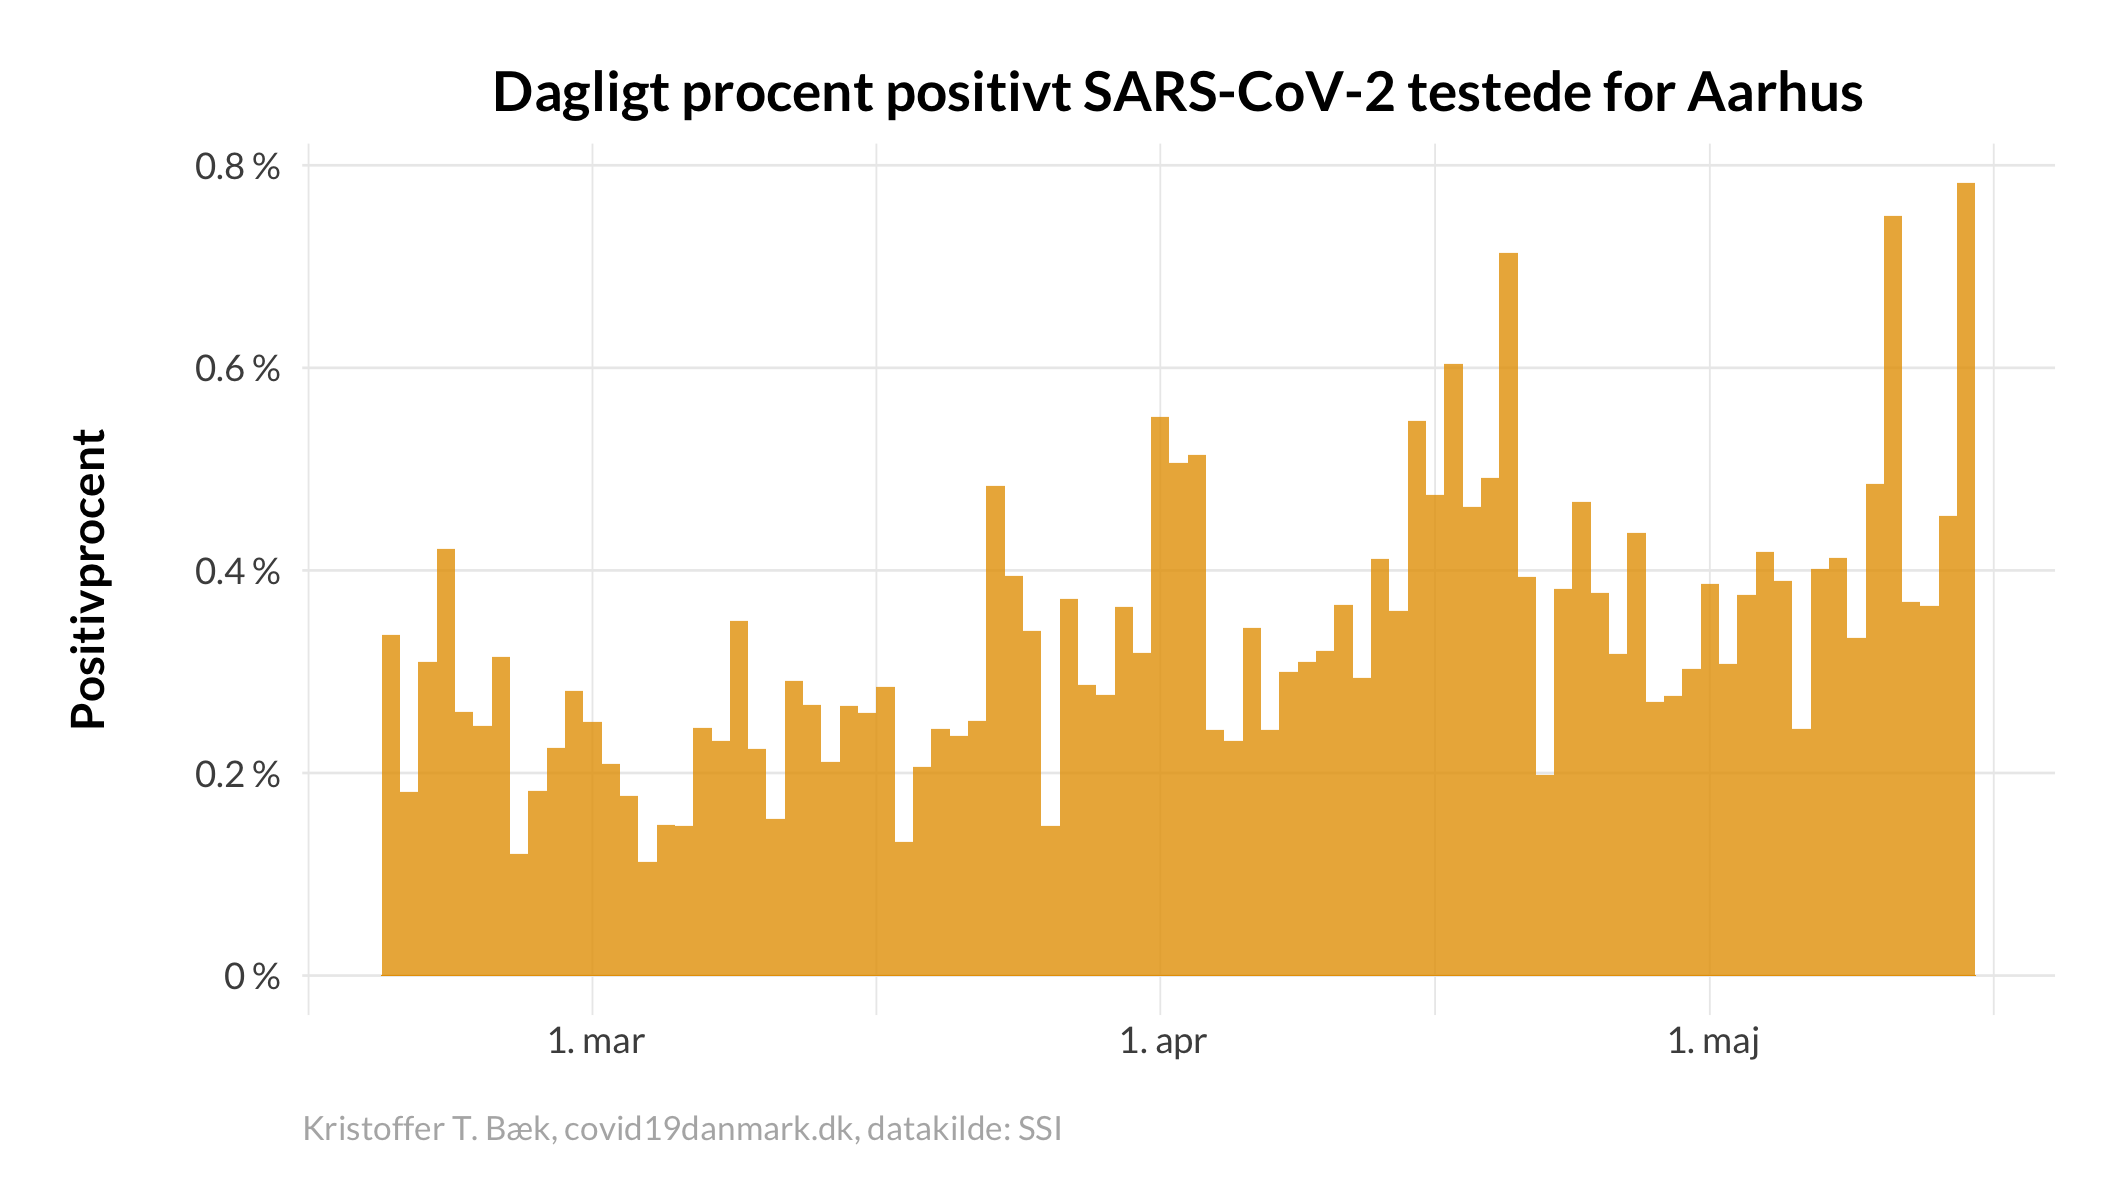 Dagligt procent positivt SARS-CoV-2 testede for Aarhus
Positivprocent
0.8 %
0.6 %
0.4 %
0.2 %
0 %
1. mar
1. apr
1. maj
Kristoffer T. Bæk, covid19danmark.dk, datakilde: SSI